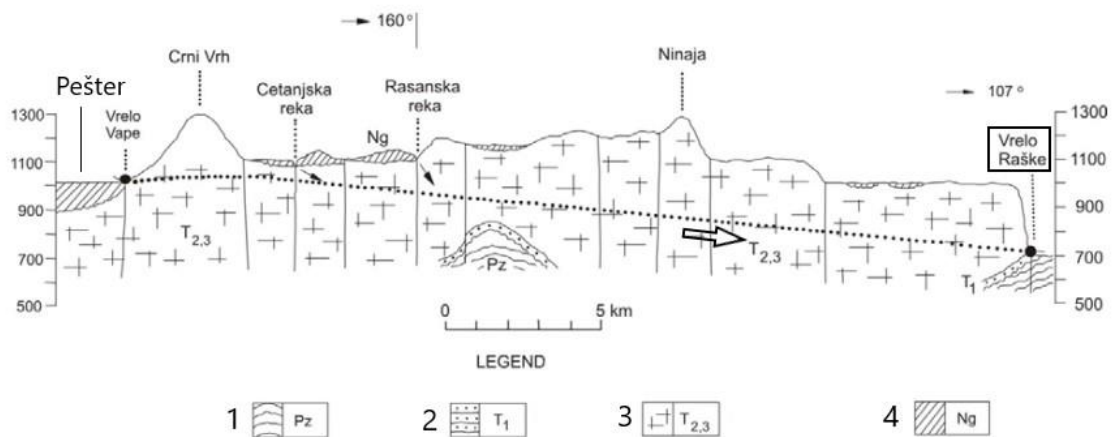 160°
Crni Vrh
Ninaja
Pešter
Cetanjska
reka
Rasanska
reka
107°
1300
Vrelo
Vape
Ng
1300
Vrelo
Raške
1100
1100
900
900
T2,3
700
Pz
T2,3
700
T1
500
500
0 5 km
LEGEND
1 Pz 2 T1 3 T2,3 4 Ng